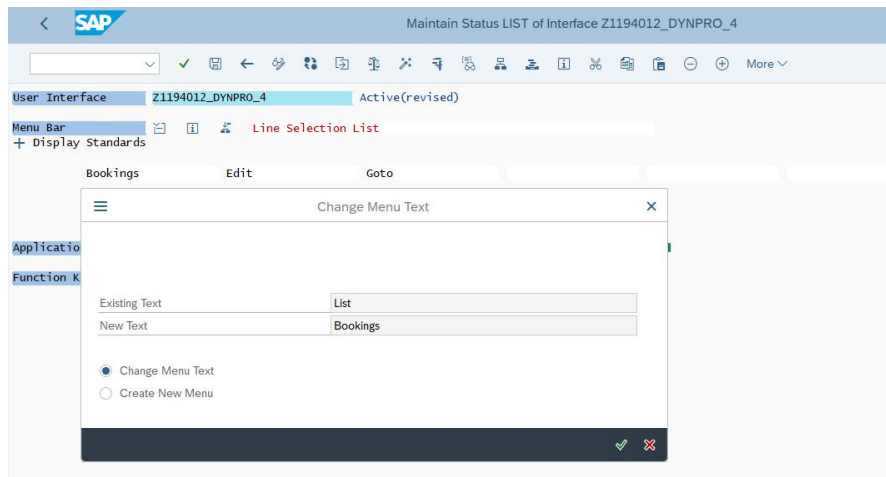 SAP Maintain Status LIST of Interface Z1194012_DYNPRO_4
More
User Interface Z1194012_DYNPRO_4 Active(revised)
Menu Bar Line Selection List
+ Display Standards
Bookings Edit Goto
Change Menu Text
Applicatio
Function K
Existing Text List
New Text Bookings
Change Menu Text
Create New Menu